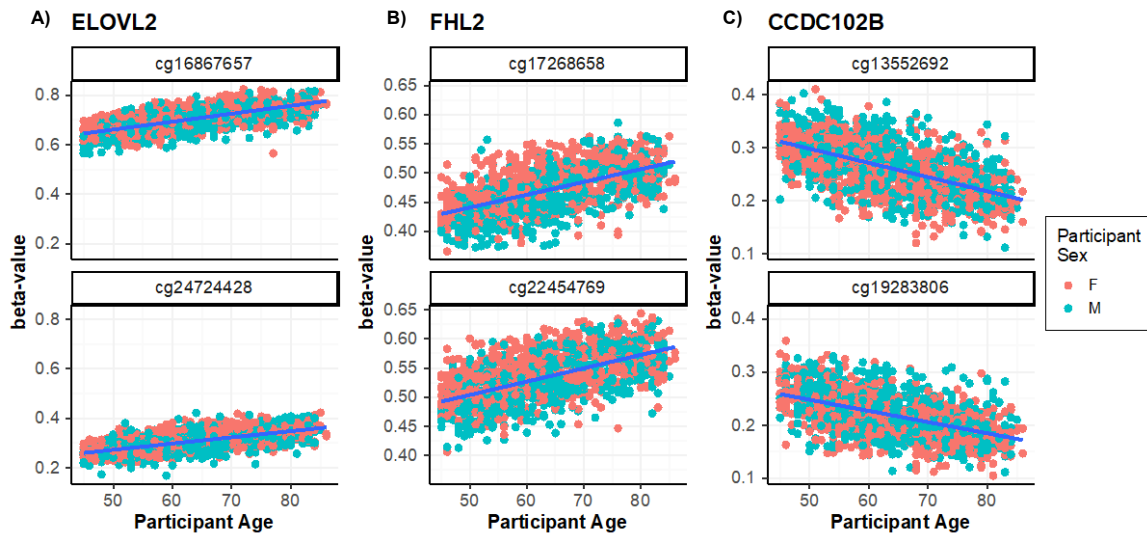 A) ELOVL2
B) FHL2
C) CCDC102B
cg16867657
cg17268658
cg13552692
0.8
0.6
0.4
0.2
0.65
0.60
0.55
0.50
0.45
0.40
0.4
0.3
0.2
0.1
cg24724428
cg22454769
cg19283806
0.8
0.6
0.4
0.2
0.65
0.60
0.55
0.50
0.45
0.40
0.4
0.3
0.2
0.1
beta-value
beta-value
beta-value
50 60 70 80
50 60 70 80
50 60 70 80
Participant Age
Participant Age
Participant Age
Participant
Sex
F
M